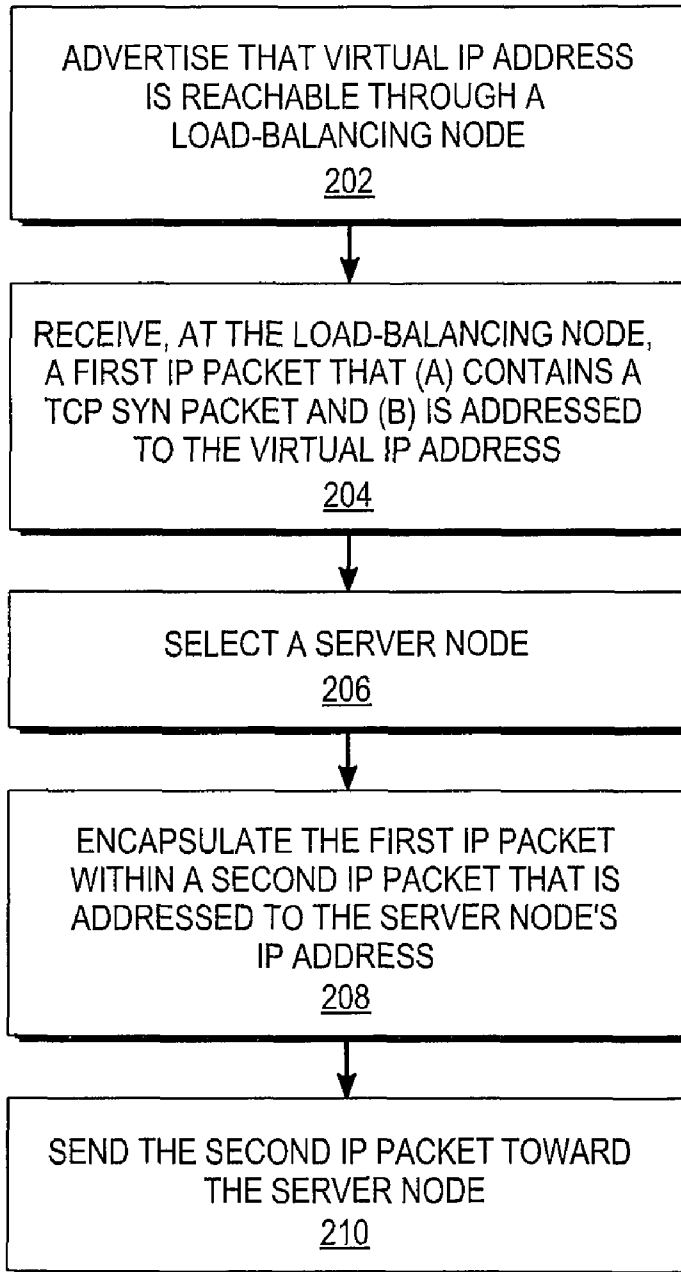 ADVERTISE THAT VIRTUAL IP ADDRESS
IS REACHABLE THROUGH A
LOAD-BALANCING NODE
202
RECEIVE, AT THE LOAD-BALANCING NODE,
A FIRST IP PACKET THAT (A) CONTAINS A
TCP SYN PACKET AND (B) IS ADDRESSED
TO THE VIRTUAL IP ADDRESS
204
SELECT A SERVER NODE
206
ENCAPSULATE THE FIRST IP PACKET
WITHIN A SECOND IP PACKET THAT IS
ADDRESSED TO THE SERVER NODE'S
IP ADDRESS
208
SEND THE SECOND IP PACKET TOWARD
THE SERVER NODE
210